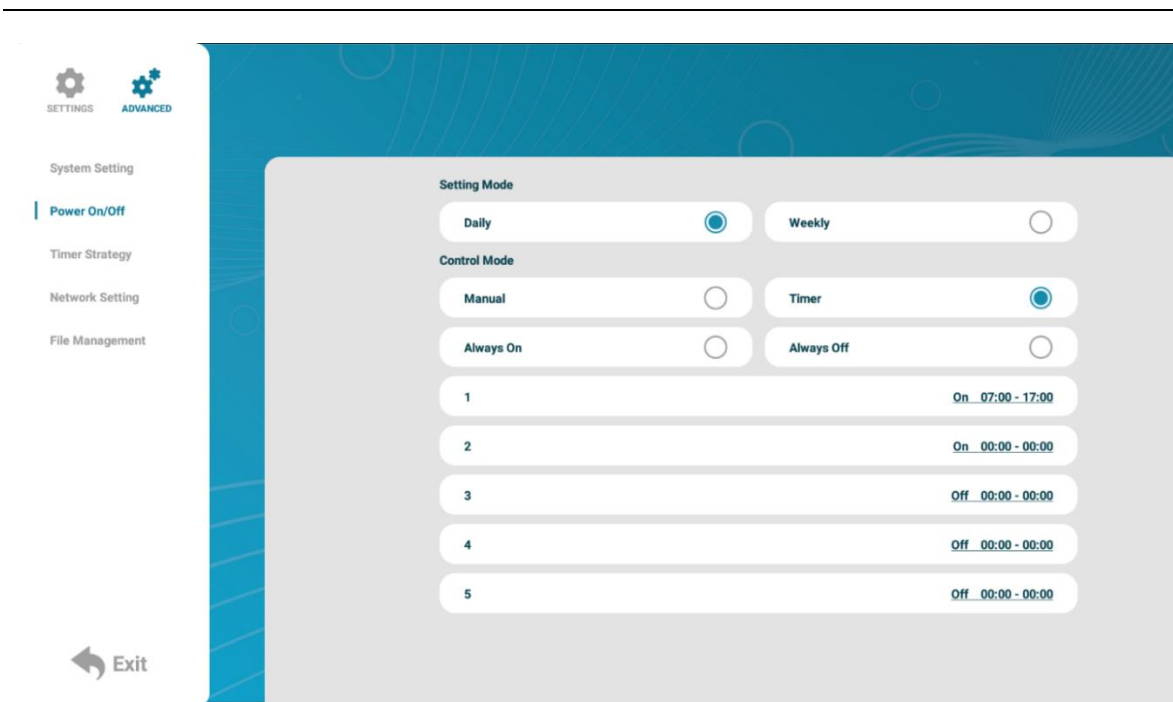 SETTINGS ADVANCED
System Setting
Power On/Off
Timer Strategy
Network Setting
File Management
Exit
Setting Mode
Daily Weekly
Control Mode
Manual Timer
Always On Always Off
1 On 07:00 - 17:00
2 On 00:00 - 00:00
3 Off 00:00 - 00:00
4 Off 00:00 - 00:00
5 Off 00:00 - 00:00